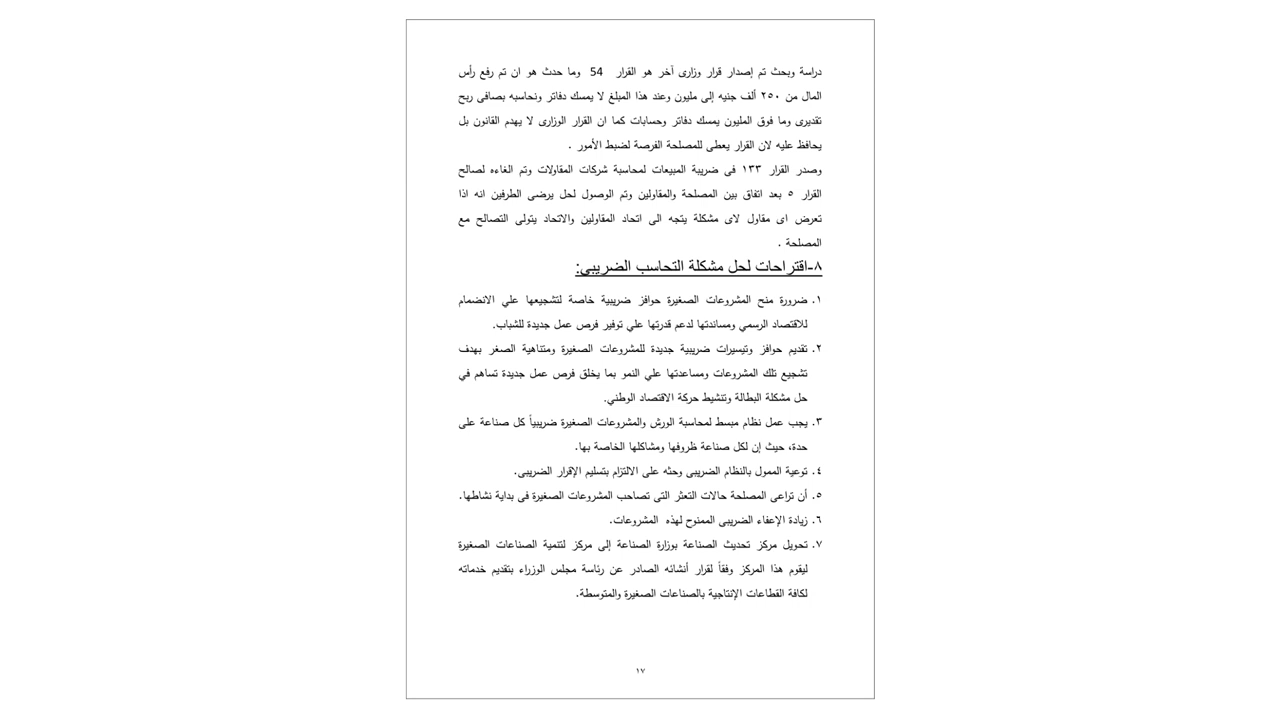 دراسة وبحث تم إصدار قرار وزارى آخر هو القرار 54 وما حدث هو ان تم رفع رأس
المال من ٢٥٠ ألف جنيه إلى مليون وعند هذا المبلغ لا يمسك دفاتر ونحاسبه بصافى ربح
تقديرى وما فوق المليون يمسك دفاتر وحسابات كما ان القرار الوزارى لا يهدم القانون بل
يحافظ عليه لان القرار يعطى للمصلحة الفرصة لضبط الأمور .
وصدر القرار ١٣٣ فى ضريبة المبيعات لمحاسبة شركات المقاولات وتم الغاءه لصالح
القرار ٥ بعد اتفاق بين المصلحة والمقاولين وتم الوصول لحل يرضى الطرفين انه اذا
تعرض اى مقاول لاى مشكلة يتجه الى اتحاد المقاولين والاتحاد يتولى التصالح مع
المصلحة .
٨-اقتراحات لحل مشكلة التحاسب الضريبى:
١. ضرورة منح المشروعات الصغيرة حوافز ضريبية خاصة لتشجيعها علي الانضمام
للاقتصاد الرسمي ومساندتها لدعم قدرتها علي توفير فرص عمل جديدة للشباب.
٢. تقديم حوافز وتيسيرات ضريبية جديدة للمشروعات الصغيرة ومتناهية الصغر بهدف
تشجيع تلك المشروعات ومساعدتها علي النمو بما يخلق فرص عمل جديدة تساهم في
حل مشكلة البطالة وتنشيط حركة الاقتصاد الوطني.
٣. يجب عمل نظام مبسط لمحاسبة الورش والمشروعات الصغيرة ضريبياً كل صناعة على
حدة، حيث إن لكل صناعة ظروفها ومشاكلها الخاصة بها.
٤. توعية الممول بالنظام الضريبى وحثه على الالتزام بتسليم الإقرار الضريبى.
٥. أن تراعى المصلحة حالات التعثر التى تصاحب المشروعات الصغيرة فى بداية نشاطها.
٦. زيادة الإعفاء الضريبى الممنوح لهذه المشروعات.
٧. تحويل مركز تحديث الصناعة بوزارة الصناعة إلى مركز لتنمية الصناعات الصغيرة
ليقوم هذا المركز وفقاً لقرار أنشائه الصادر عن رئاسة مجلس الوزراء بتقديم خدماته
لكافة القطاعات الإنتاجية بالصناعات الصغيرة والمتوسطة.
١٧